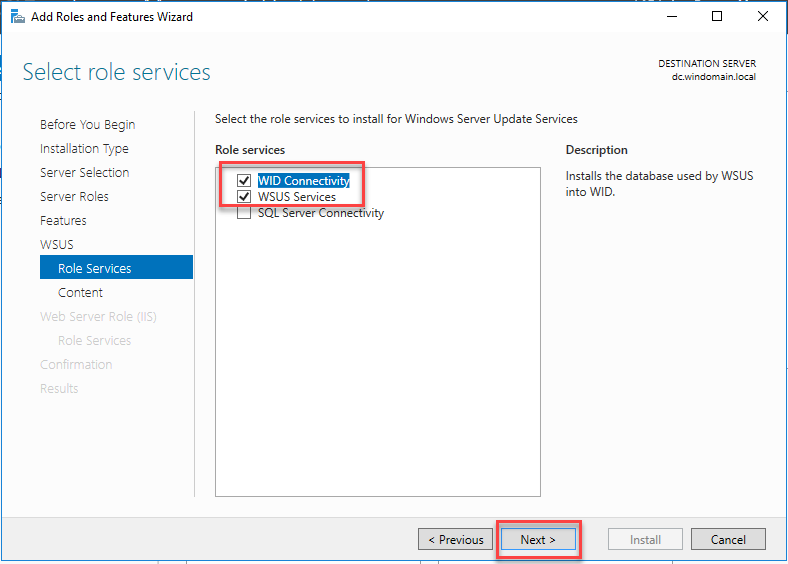 Add Roles and Features Wizard
Select role services
DESTINATION SERVER
dc.windomain.local
Before You Begin
Installation Type
Server Selection
Server Roles
Features
WSUS
Role Services
Content
Web Server Role (IIS)
Role Services
Confirmation
Results
Select the role services to install for Windows Server Update Services
Role services
WID Connectivity
WSUS Services
SQL Server Connectivity
Description
Installs the database used by WSUS
into WID.
< Previous
Next >
Install
Cancel